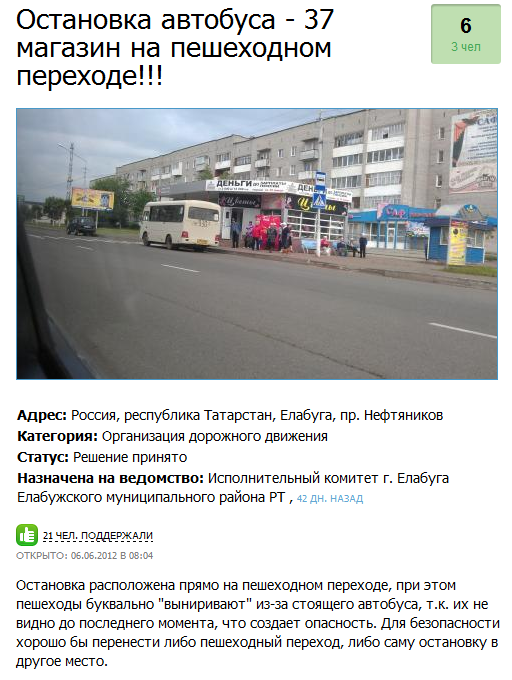 Остановка автобуса - 37
магазин на пешеходном
переходе!!!
6
3 чел
ДЕНЬГИ
ДЕНЬГИ
Адрес: Россия, республика Татарстан, Елабуга, пр. Нефтяников
Категория: Организация дорожного движения
Статус: Решение принято
Назначена на ведомство: Исполнительный комитет г. Елабуга
Елабужского муниципального района РТ , 42 ДН. НАЗАД
21 ЧЕЛ. ПОДДЕРЖАЛИ
ОТКРЫТО: 06.06.2012 В 08:04
Остановка расположена прямо на пешеходном переходе, при этом
пешеходы буквально "выниривают" из-за стоящего автобуса, т.к. их не
видно до последнего момента, что создает опасность. Для безопасности
хорошо бы перенести либо пешеходный переход, либо саму остановку в
другое место.